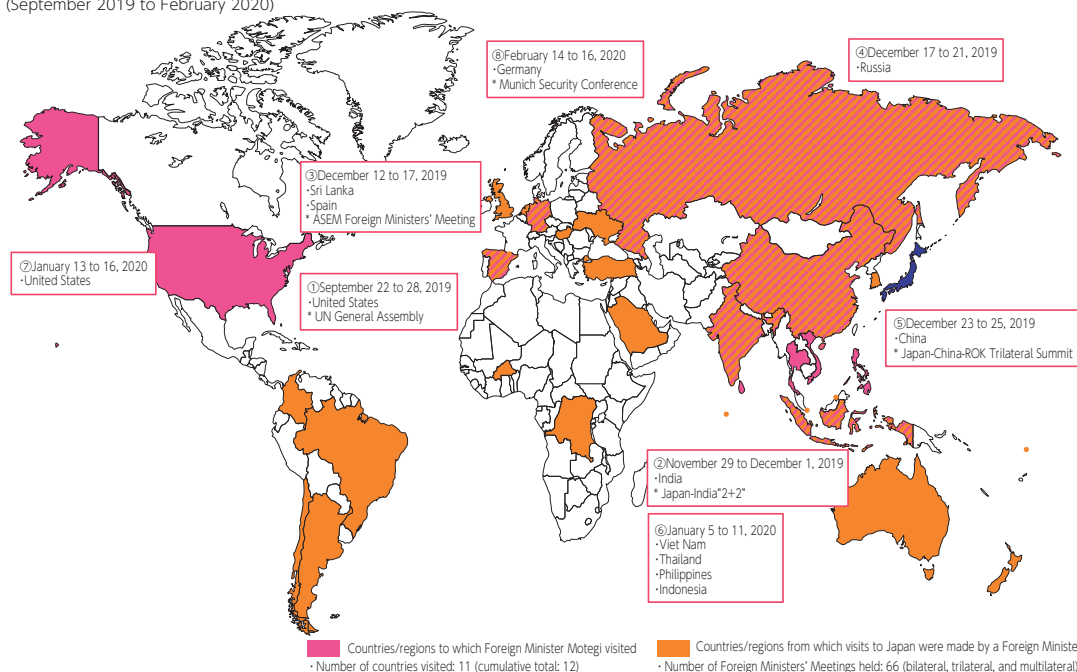 (September 2019 to February 2020)
⑧February 14 to 16, 2020
・Germany
* Munich Security Conference
④December 17 to 21, 2019
・Russia
③December 12 to 17, 2019
・Sri Lanka
・Spain
* ASEM Foreign Ministers' Meeting
⑦January 13 to 16, 2020
・United States
①September 22 to 28, 2019
・United States
* UN General Assembly
⑤December 23 to 25, 2019
・China
* Japan-China-ROK Trilateral Summit
②November 29 to December 1, 2019
・India
* Japan-India"2+2"
⑥January 5 to 11, 2020
・Viet Nam
・Thailand
・Philippines
・Indonesia
Countries/regions to which Foreign Minister Motegi visited
・Number of countries visited: 11 (cumulative total: 12)
Countries/regions from which visits to Japan were made by a Foreign Ministe
・Number of Foreign Ministers' Meetings held: 66 (bilateral, trilateral, and multilateral)